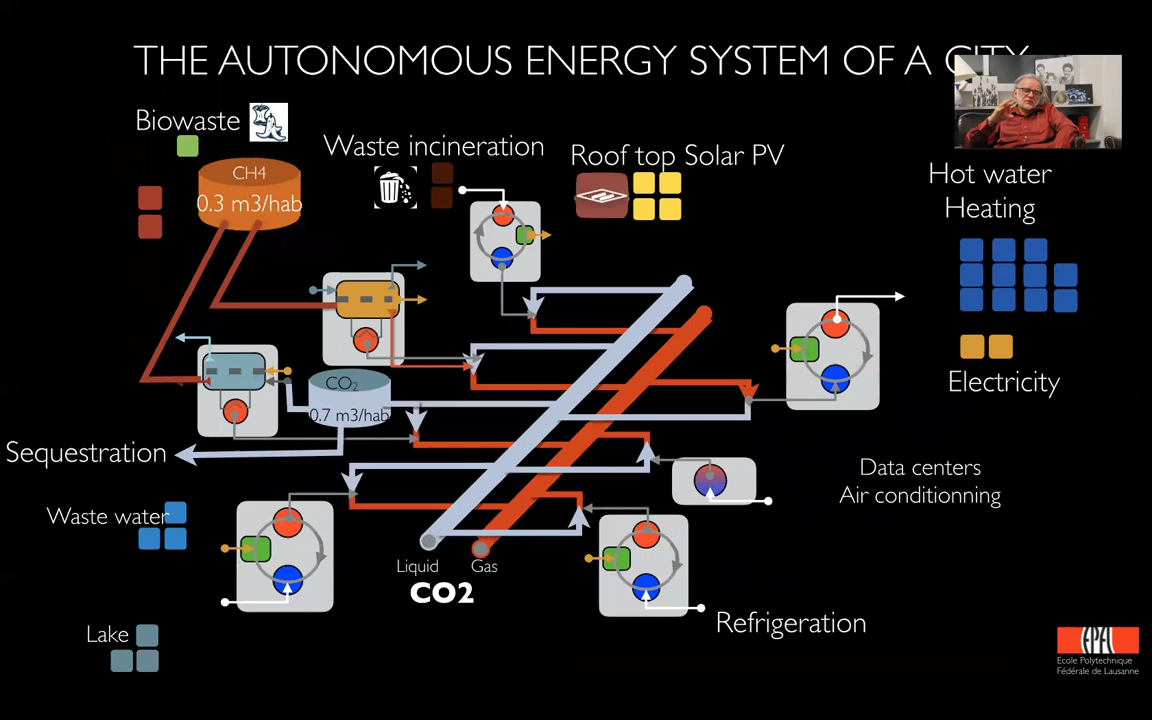 THE AUTONOMOUS ENERGY SYSTEM OF A CITY
Biowaste
Waste incineration
Roof top Solar PV
CH4
0.3 m3/hab
Hot water
Heating
Electricity
CO2
0.7 m3/hab
Sequestration
Data centers
Air conditionning
Waste water
Liquid
Gas
CO2
Refrigeration
Lake
EPFL
Ecole Polytechnique
Fédérale de Lausanne